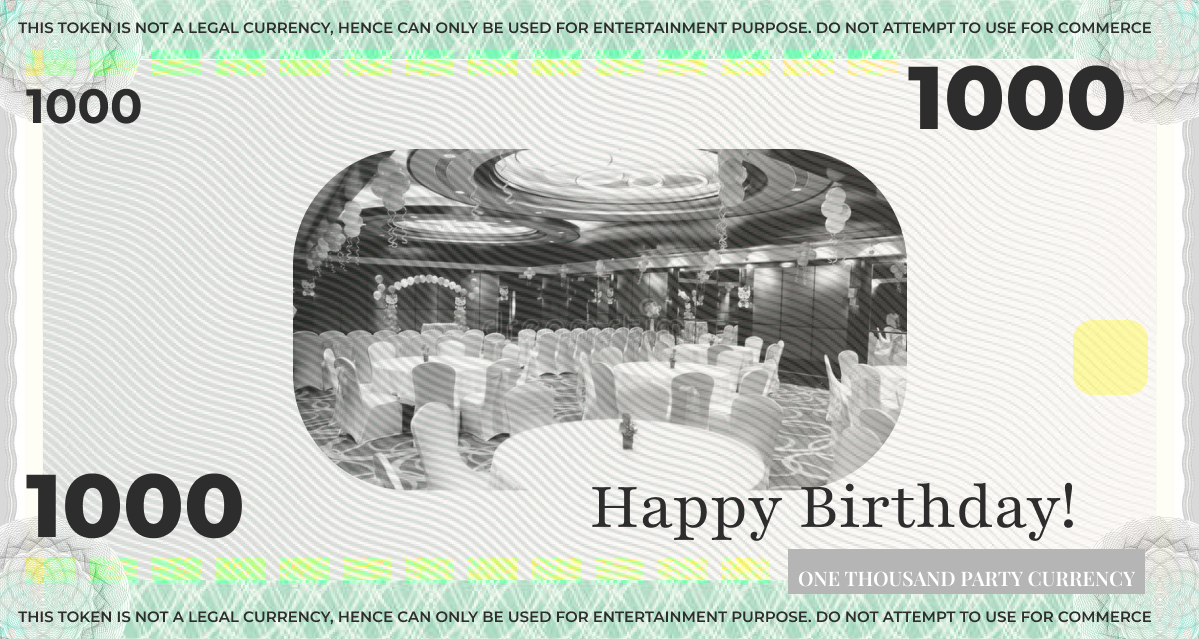 THIS TOKEN IS NOT A LEGAL CURRENCY, HENCE CAN ONLY BE USED FOR ENTERTAINMENT PURPOSE. DO NOT ATTEMPT TO USE FOR COMMERCE
1000
1000
1000
Happy Birthday!
ONE THOUSAND PARTY CURRENCY
THIS TOKEN IS NOT A LEGAL CURRENCY, HENCE CAN ONLY BE USED FOR ENTERTAINMENT PURPOSE. DO NOT ATTEMPT TO USE FOR COMMERCE